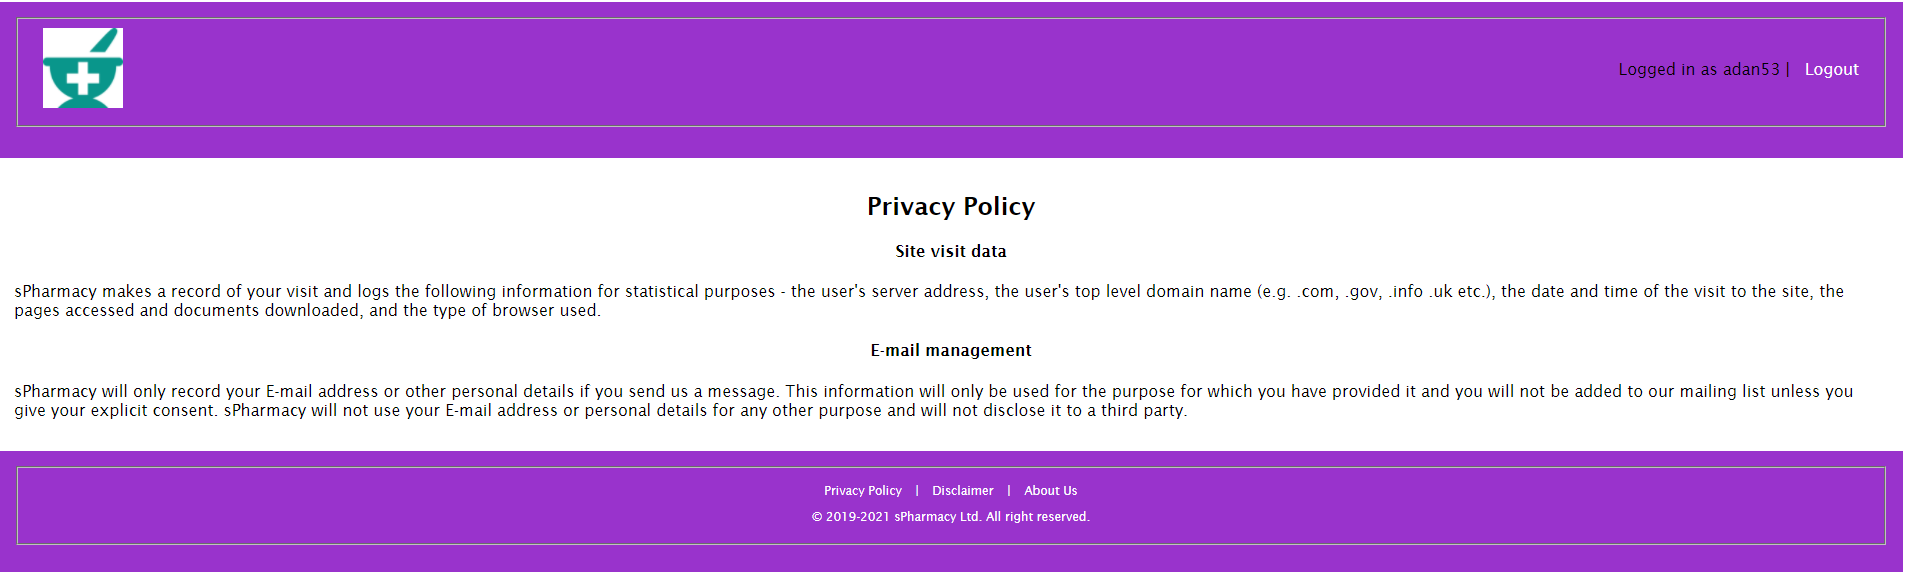 Logged in as adan53 | Logout
Privacy Policy
Site visit data
sPharmacy makes a record of your visit and logs the following information for statistical purposes - the user's server address, the user's top level domain name (e.g. .com, .gov, .info .uk etc.), the date and time of the visit to the site, the
pages accessed and documents downloaded, and the type of browser used.
E-mail management
sPharmacy will only record your E-mail address or other personal details if you send us a message. This information will only be used for the purpose for which you have provided it and you will not be added to our mailing list unless you
give your explicit consent. sPharmacy will not use your E-mail address or personal details for any other purpose and will not disclose it to a third party.
Privacy Policy | Disclaimer | About Us
© 2019-2021 sPharmacy Ltd. All right reserved.